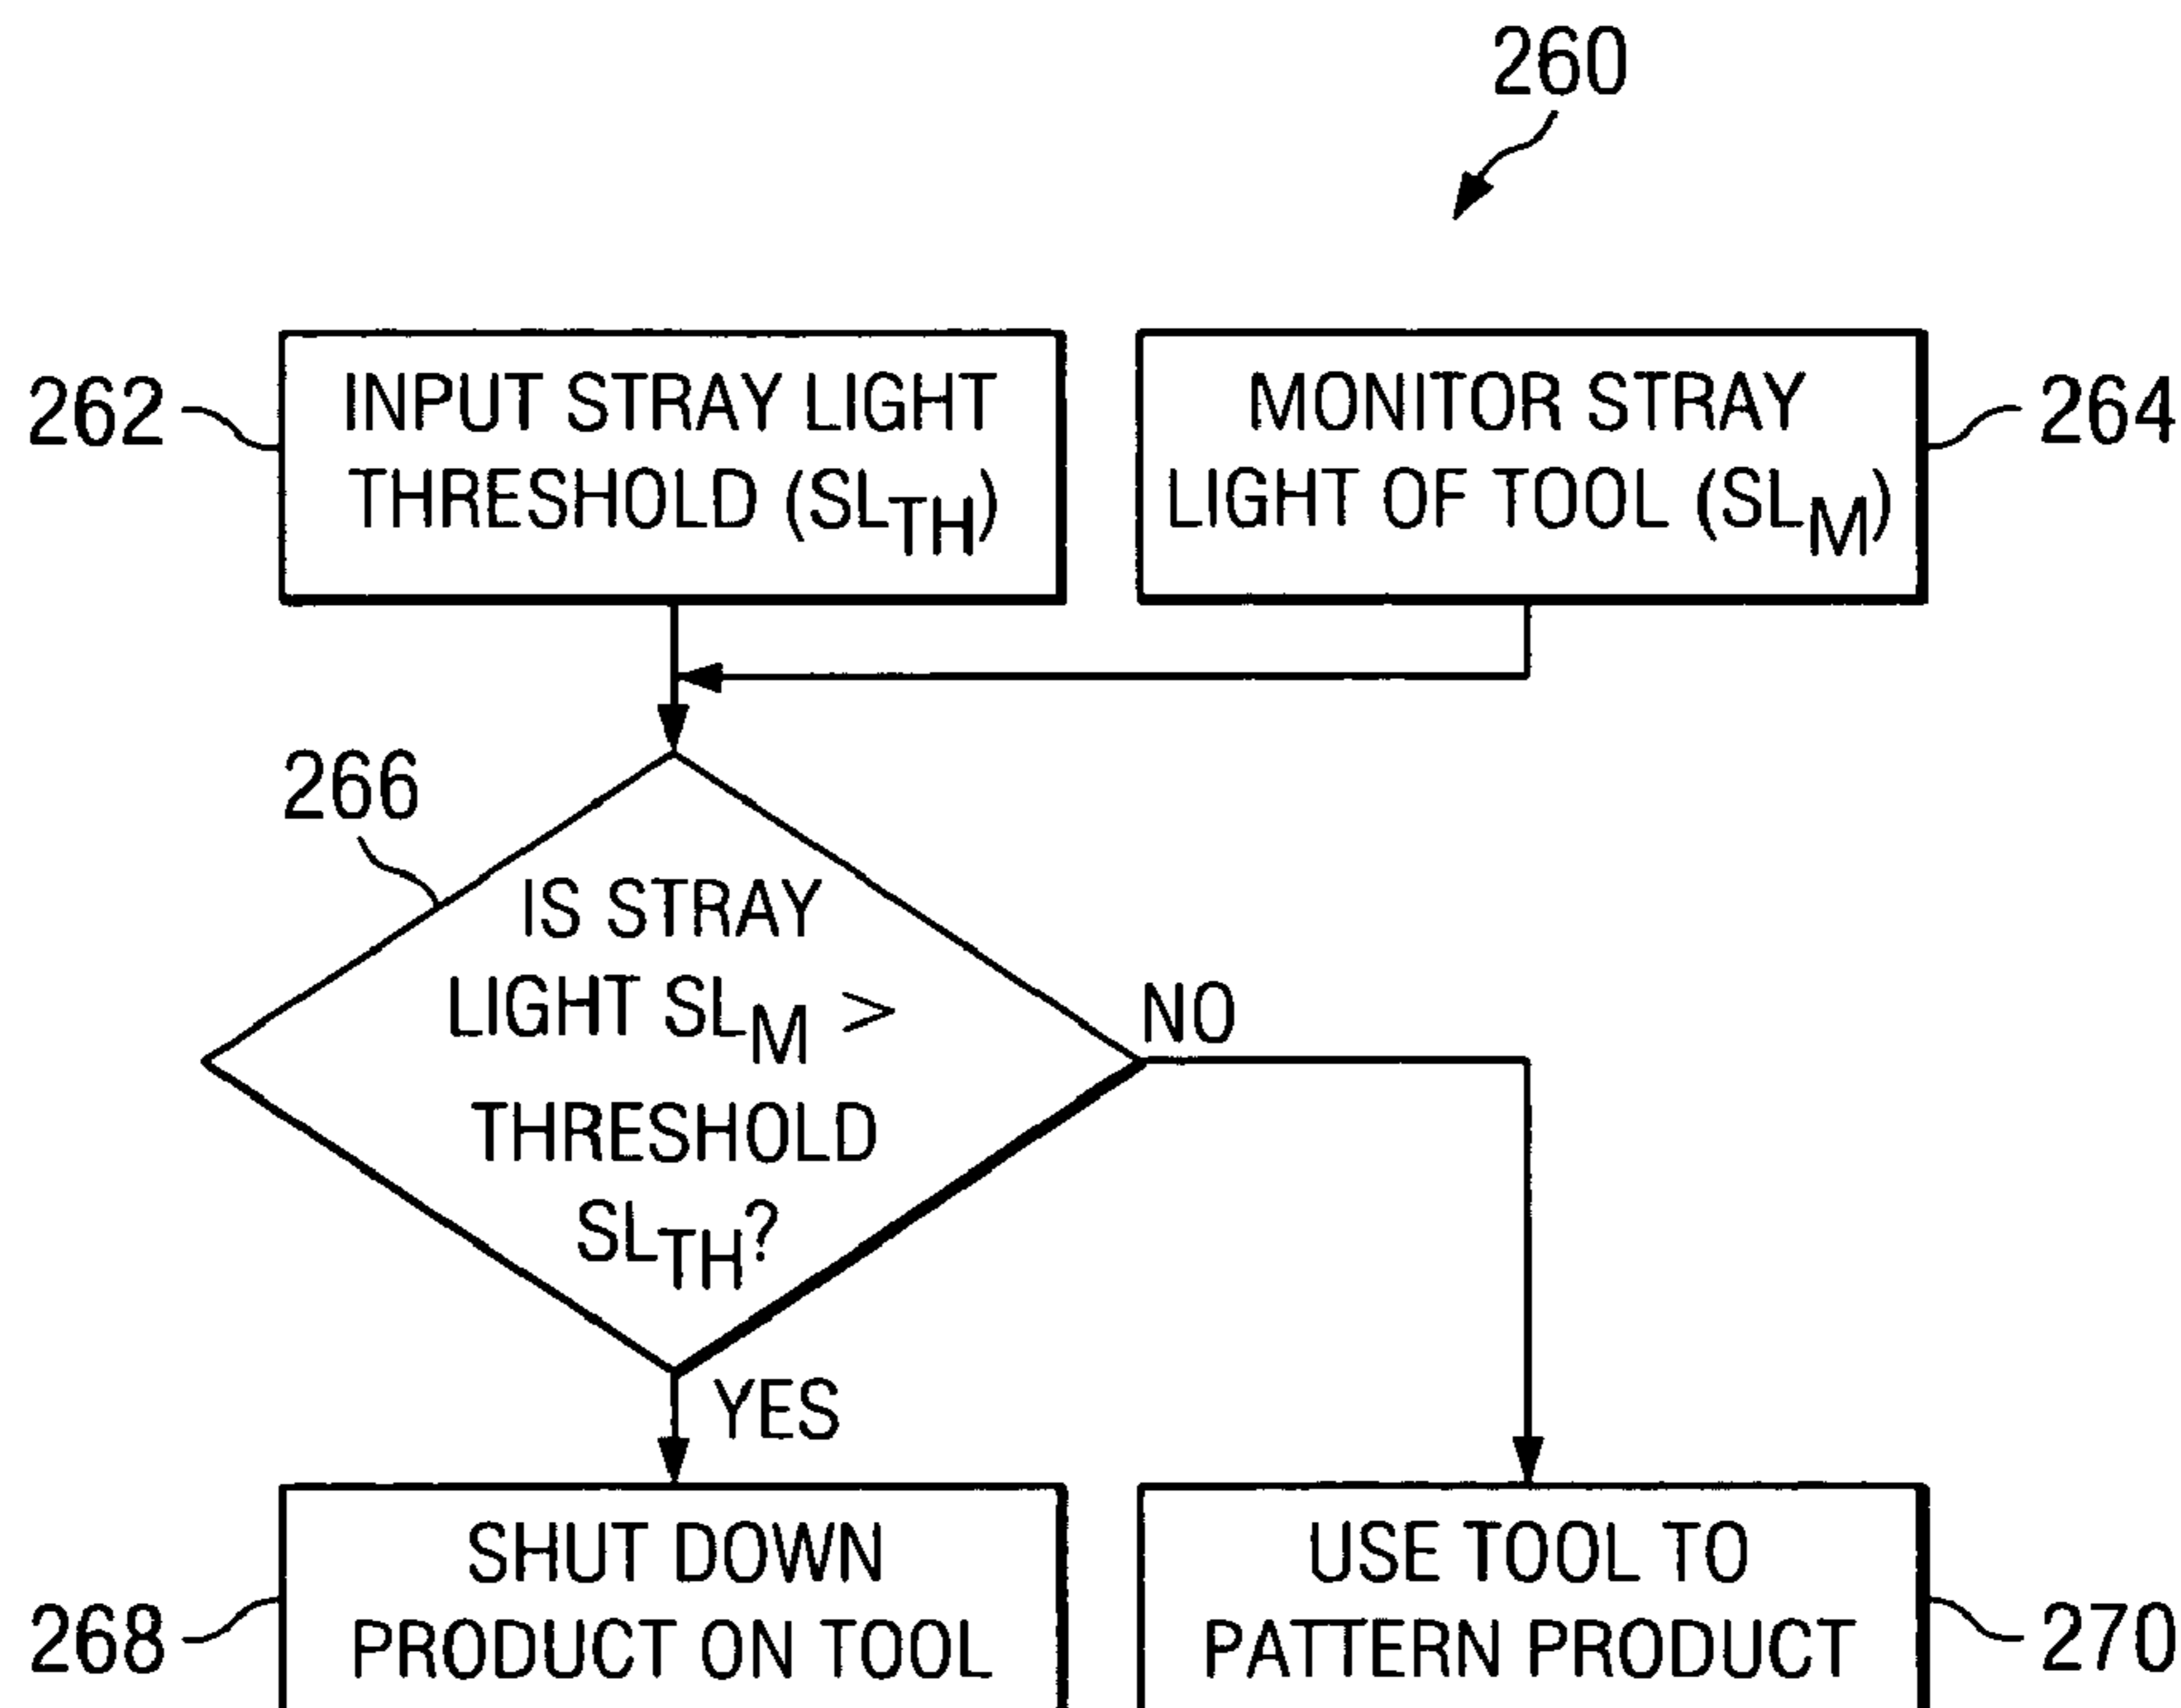 260
262
INPUT STRAY LIGHT
THRESHOLD (SLTH)
MONITOR STRAY
LIGHT OF TOOL (SLM)
264
266
IS STRAY
LIGHT SLM >
THRESHOLD
SLTH?
NO
YES
268
SHUT DOWN
PRODUCT ON TOOL
USE TOOL TO
PATTERN PRODUCT
270